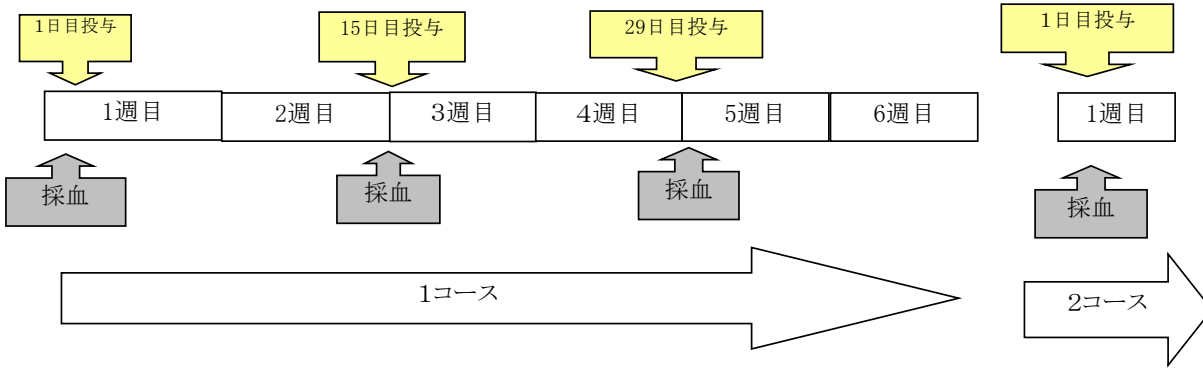 1日目投与
15日目投与
29日目投与
1日目投与
1週目
2週目
3週目
4週目
5週目
6週目
1週目
採血
採血
採血
採血
1コース
2コース